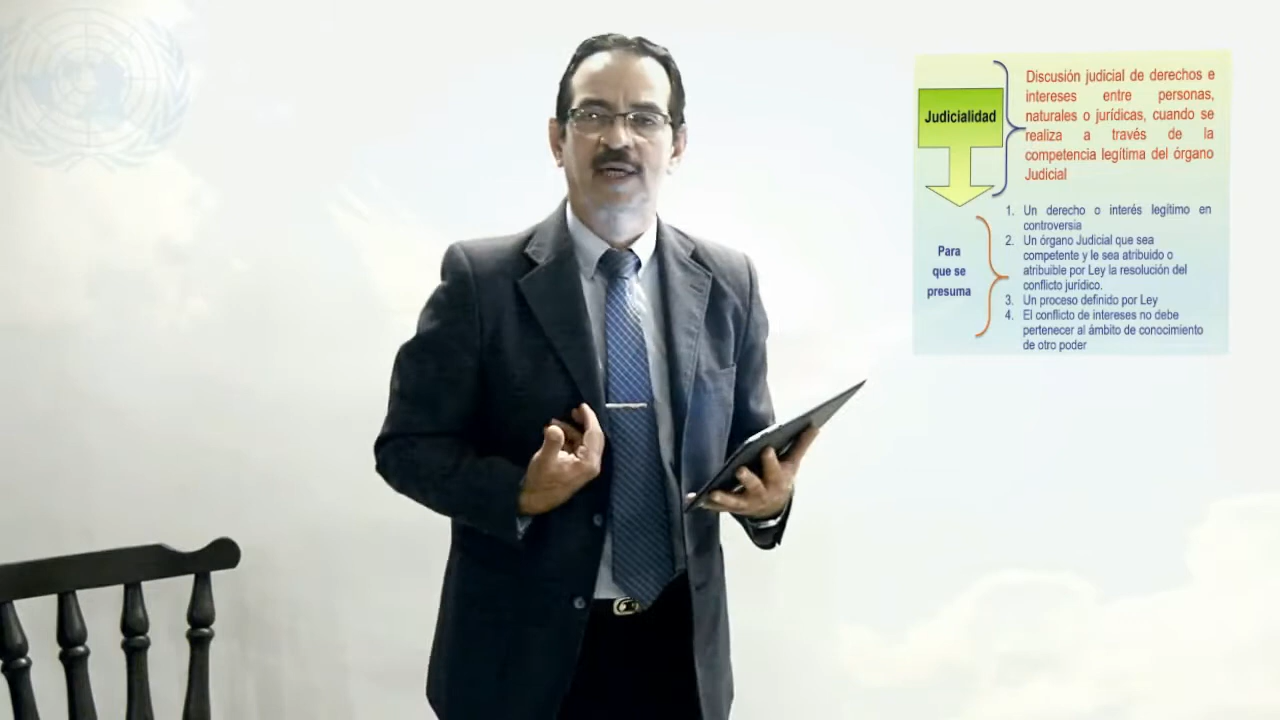 Discusión judicial de derechos e
intereses entre personas,
naturales o jurídicas, cuando se
realiza a través de la
competencia legítima del órgano
Judicial
Judicialidad
1. Un derecho o interés legítimo en
controversia
2. Un órgano Judicial que sea
competente y le sea atribuido o
atribuible por Ley la resolución del
conflicto jurídico.
3. Un proceso definido por Ley
4. El conflicto de intereses no debe
pertenecer al ámbito de conocimiento
de otro poder
Para
que se
presuma